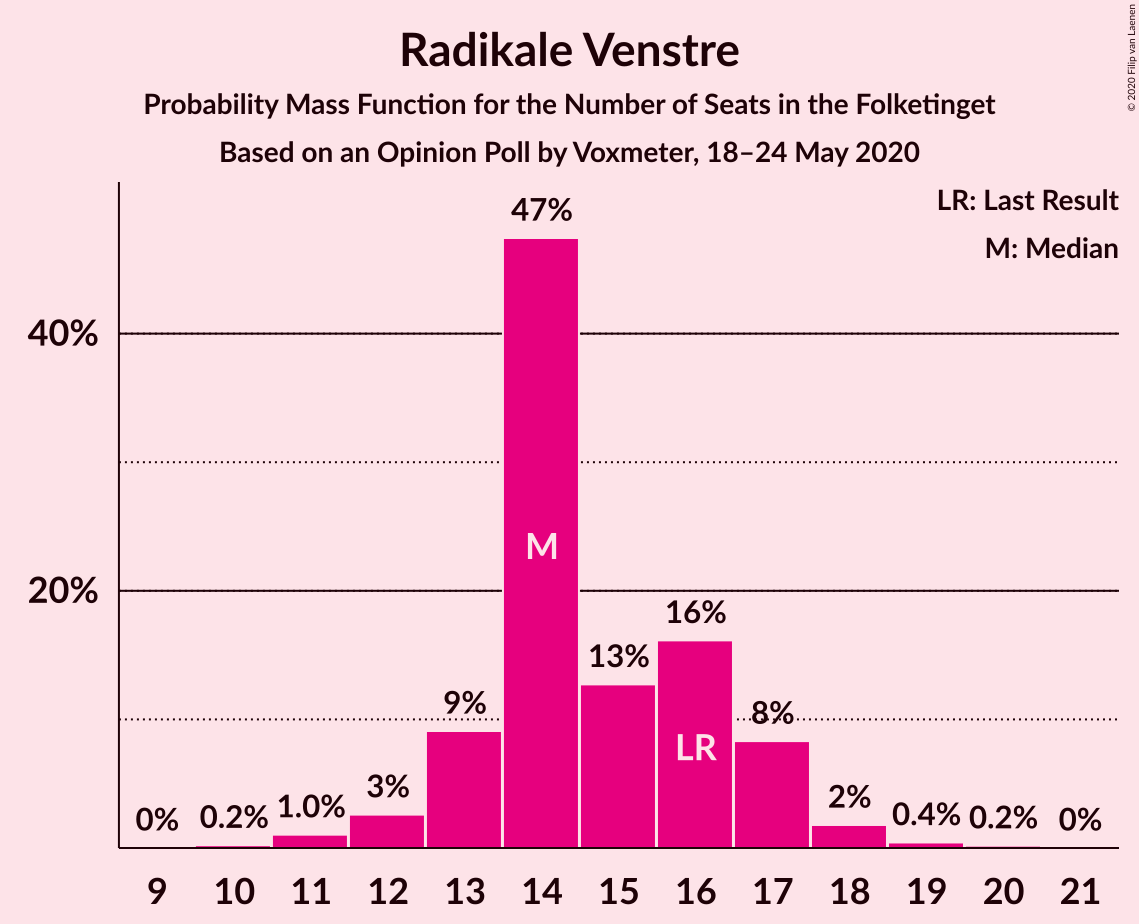 Radikale Venstre
Probability Mass Function for the Number of Seats in the Folketinget
Based on an Opinion Poll by Voxmeter, 18–24 May 2020
© 2020 Filip van Laenen
LR: Last Result
M: Median
47%
40%
M
20%
16%
13%
9%
8%
LR
3%
2%
1.0%
0% 0.2% 0.4% 0.2% 0%
9 10 11 12 13 14 15 16 17 18 19 20 21